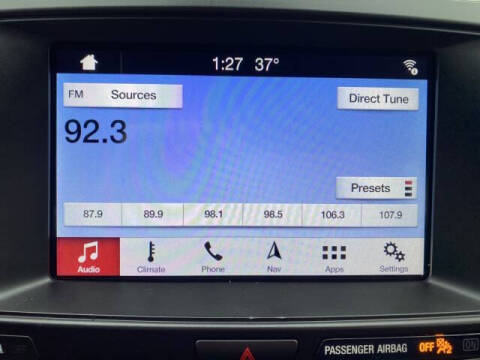 1:27 37°
FM Sources
Direct Tune
92.3
Presets
87.9 89.9 98.1 98.5 106.3 107.9
Audio Climate Phone Nav Apps Settings
PASSENGER AIRBAG OFF ON